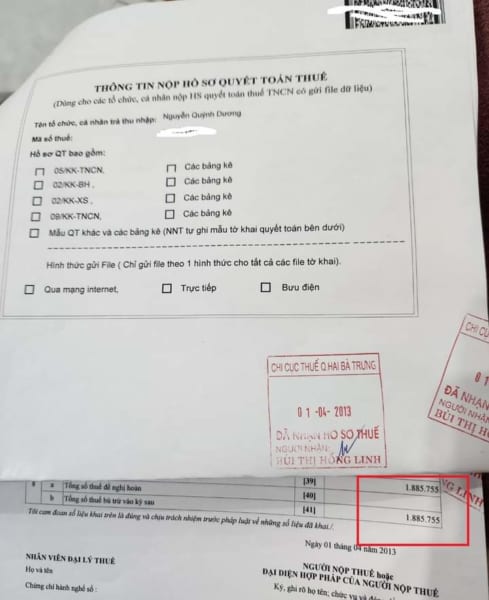 THÔNG TIN NỘP HỒ SƠ QUYẾT TOÁN THUẾ
(Dùng cho các tổ chức, cá nhân nộp HS quyết toán thuế TNCN có gửi file dữ liệu)
Tên tổ chức, cá nhân trả thu nhập: Nguyễn Quỳnh Dương
Mã số thuế:
Hồ sơ QT bao gồm:
05/KK-TNCN, Các bảng kê
02/KK-BH, Các bảng kê
02/KK-XS, Các bảng kê
09/KK-TNCN, Các bảng kê
Mẫu QT khác và các bảng kê (NNT tự ghi mẫu tờ khai quyết toán bên dưới)
Hình thức gửi File ( Chỉ gửi file theo 1 hình thức cho tất cả các file tờ khai).
Qua mạng internet, Trực tiếp Bưu điện
CHI CỤC THUẾ Q.HAI BÀ TRƯNG
01-04-2013
ĐÃ NHẬN HỒ SƠ THUẾ
NGƯỜI NHẬN:
BÙI THỊ HỒNG LINH
CHI CỤC
01
ĐÃ NHẬN
NGƯỜI NHẬN
BÙI THỊ
NG LINH
a Tổng số thuế đề nghị hoàn [39] 1.885.755
b Tổng số thuế bù trừ vào kỳ sau [40]
[41] 1.885.755
Tôi cam đoan số liệu khai trên là đúng và chịu trách nhiệm trước pháp luật về những số liệu đã khai./.
Ngày 01 tháng 04 năm 2013
NHÂN VIÊN ĐẠI LÝ THUẾ
Họ và tên
Chứng chỉ hành nghề số:
NGƯỜI NỘP THUẾ hoặc
ĐẠI DIỆN HỢP PHÁP CỦA NGƯỜI NỘP THUẾ
Ký, ghi rõ họ tên; chức vụ và